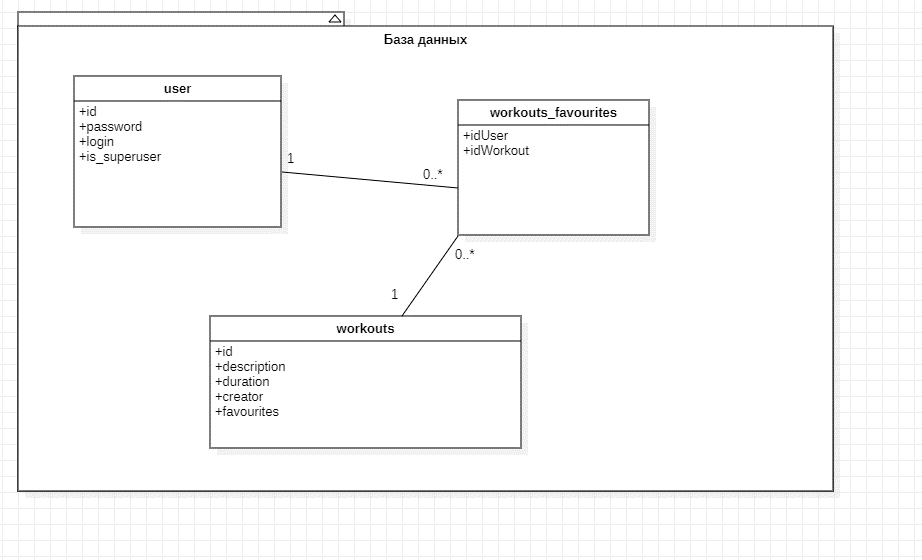 База данных
user
+id
+password
+login
+is_superuser
1
0..*
workouts_favourites
+idUser
+idWorkout
0..*
1
workouts
+id
+description
+duration
+creator
+favourites